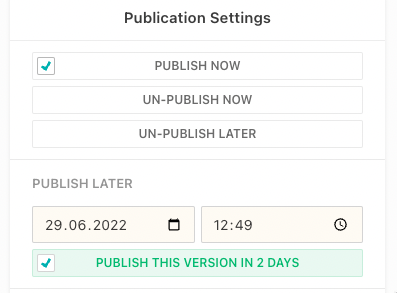 Publication Settings
PUBLISH NOW
UN-PUBLISH NOW
UN-PUBLISH LATER
PUBLISH LATER
29.06.2022 12:49
PUBLISH THIS VERSION IN 2 DAYS